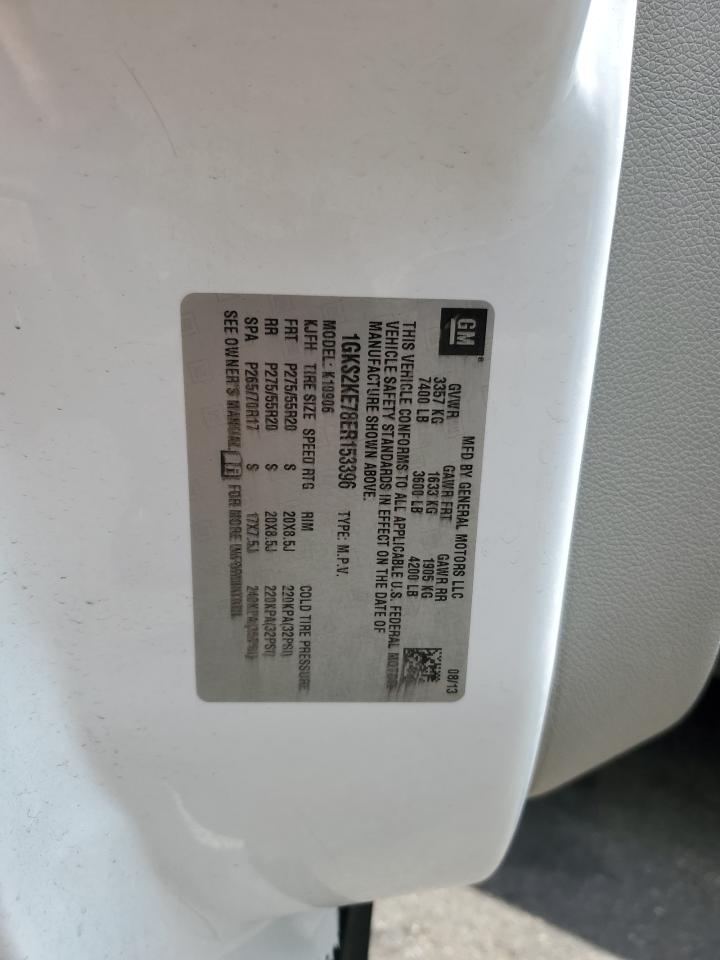 GM®
MFD BY GENERAL MOTORS LLC 08/13
GVWR GAWR FRT GAWR RR
3357 KG 1633 KG 1905 KG
7400 LB 3600 LB 4200 LB
THIS VEHICLE CONFORMS TO ALL APPLICABLE U.S. FEDERAL MOTOR
VEHICLE SAFETY STANDARDS IN EFFECT ON THE DATE OF
MANUFACTURE SHOWN ABOVE.
1GKS2KE78ER153396 TYPE: M.P.V.
MODEL: K10906
KJFH TIRE SIZE SPEED RTG RIM COLD TIRE PRESSURE
FRT P275/55R20 S 20X8.5J 220KPA(32PSI)
RR P275/55R20 S 20X8.5J 220KPA(32PSI)
SPA P265/70R17 S 17X7.5J 240KPA(35PSI)
SEE OWNER'S MANUAL FOR MORE INFORMATION.